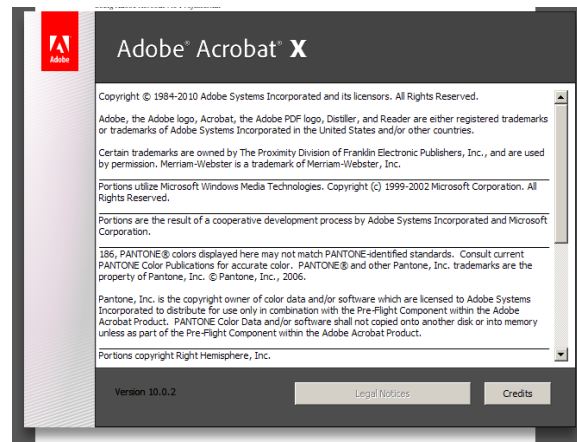 Adobe
Adobe® Acrobat® X
Copyright © 1984-2010 Adobe Systems Incorporated and its licensors. All Rights Reserved.
Adobe, the Adobe logo, Acrobat, the Adobe PDF logo, Distiller, and Reader are either registered trademarks
or trademarks of Adobe Systems Incorporated in the United States and/or other countries.
Certain trademarks are owned by The Proximity Division of Franklin Electronic Publishers, Inc., and are used
by permission. Merriam-Webster is a trademark of Merriam-Webster, Inc.
Portions utilize Microsoft Windows Media Technologies. Copyright (c) 1999-2002 Microsoft Corporation. All
Rights Reserved.
Portions are the result of a cooperative development process by Adobe Systems Incorporated and Microsoft
Corporation.
186, PANTONE® colors displayed here may not match PANTONE-identified standards. Consult current
PANTONE Color Publications for accurate color. PANTONE® and other Pantone, Inc. trademarks are the
property of Pantone, Inc. © Pantone, Inc., 2006.
Pantone, Inc. is the copyright owner of color data and/or software which are licensed to Adobe Systems
Incorporated to distribute for use only in combination with the Pre-Flight Component within the Adobe
Acrobat Product. PANTONE Color Data and/or software shall not copied onto another disk or into memory
unless as part of the Pre-Flight Component within the Adobe Acrobat Product.
Portions copyright Right Hemisphere, Inc.
Version 10.0.2
Legal Notices
Credits